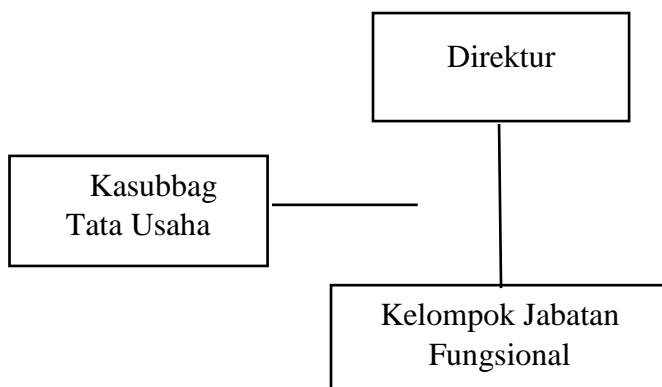 Direktur
Kasubbag
Tata Usaha
Kelompok Jabatan
Fungsional